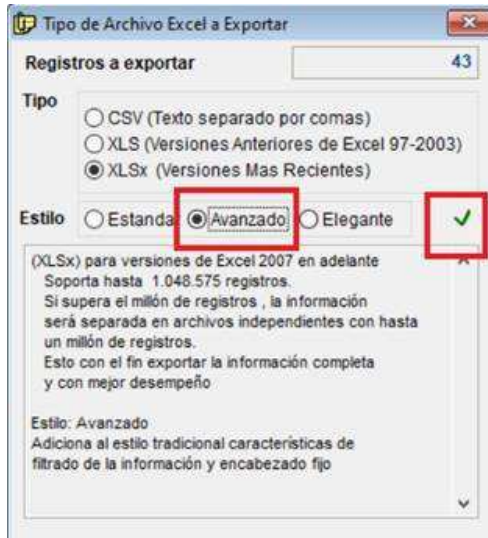 Tipo de Archivo Excel a Exportar
Registros a exportar 43
Tipo
CSV (Texto separado por comas)
XLS (Versiones Anteriores de Excel 97-2003)
XLSx (Versiones Mas Recientes)
Estilo Estanda Avanzado Elegante
(XLSx) para versiones de Excel 2007 en adelante
Soporta hasta 1.048.575 registros.
Si supera el millón de registros , la información
será separada en archivos independientes con hasta
un millón de registros.
Esto con el fin exportar la información completa
y con mejor desempeño
Estilo: Avanzado
Adiciona al estilo tradicional características de
filtrado de la información y encabezado fijo